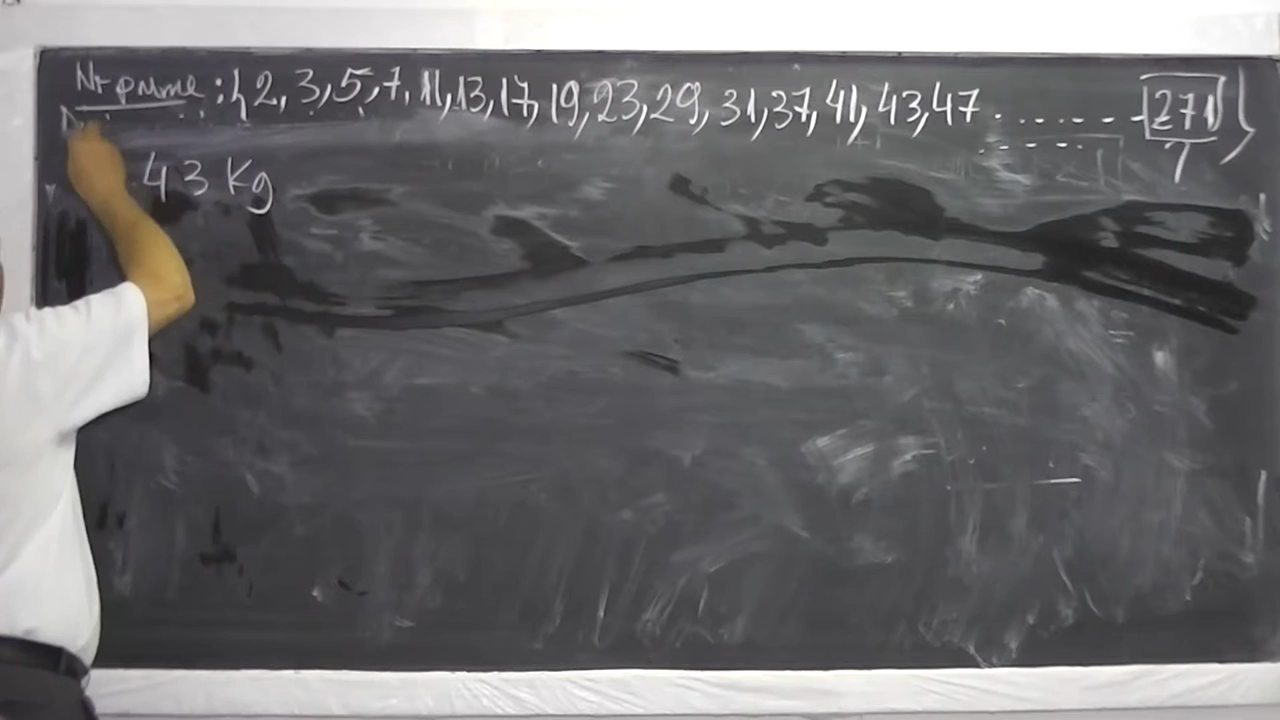 Nr prime : { 2, 3, 5, 7, 11, 13, 17, 19, 23, 29, 31, 37, 41, 43, 47 ........ 271 }
7
43 Kg